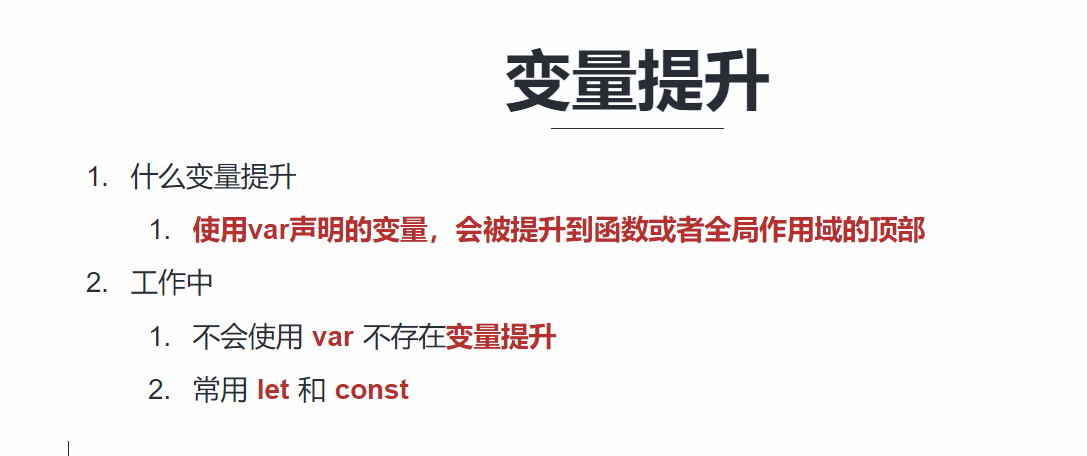 变量提升
1. 什么变量提升
1. 使用var声明的变量，会被提升到函数或者全局作用域的顶部
2. 工作中
1. 不会使用 var 不存在变量提升
2. 常用 let 和 const